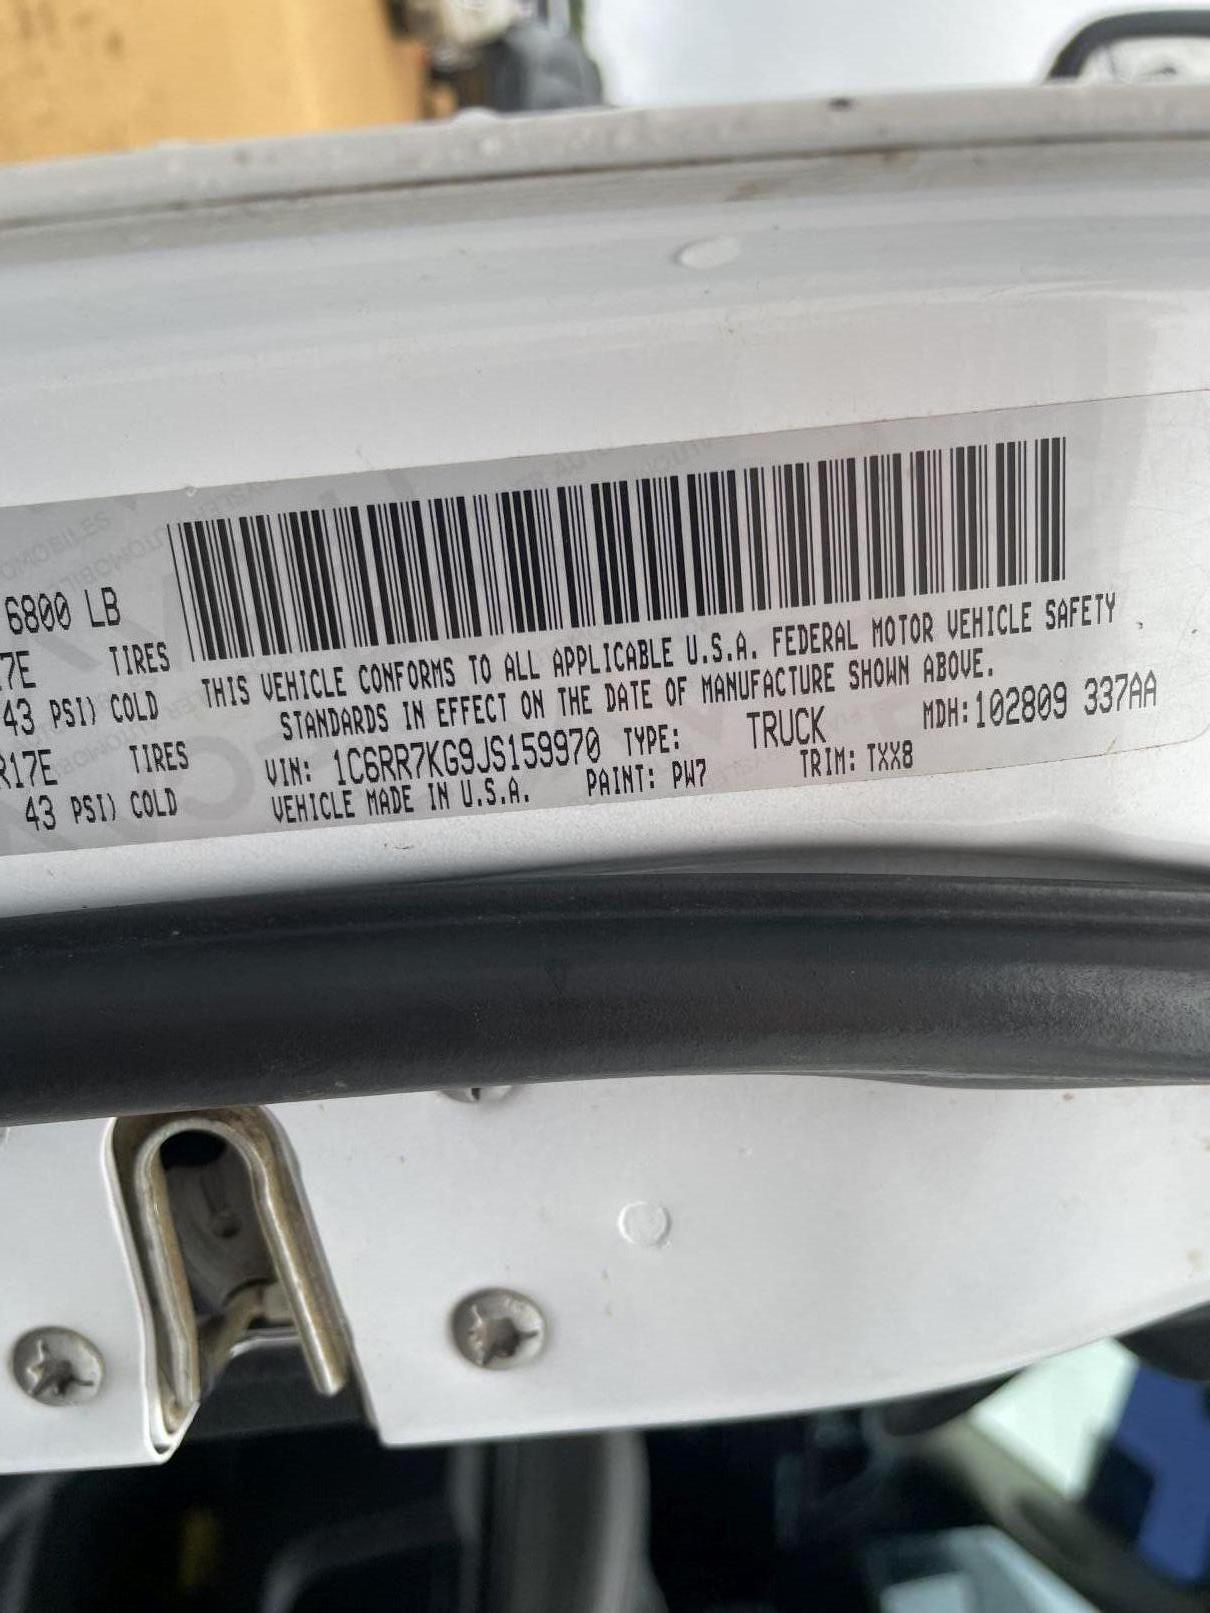 6800 LB
7E TIRES
43 PSI) COLD
R17E TIRES
43 PSI) COLD
THIS VEHICLE CONFORMS TO ALL APPLICABLE U.S.A. FEDERAL MOTOR VEHICLE SAFETY
STANDARDS IN EFFECT ON THE DATE OF MANUFACTURE SHOWN ABOVE.
VIN: 1C6RR7KG9JS159970 TYPE: TRUCK MDH:102809 337AA
VEHICLE MADE IN U.S.A. PAINT: PW7 TRIM: TXX8